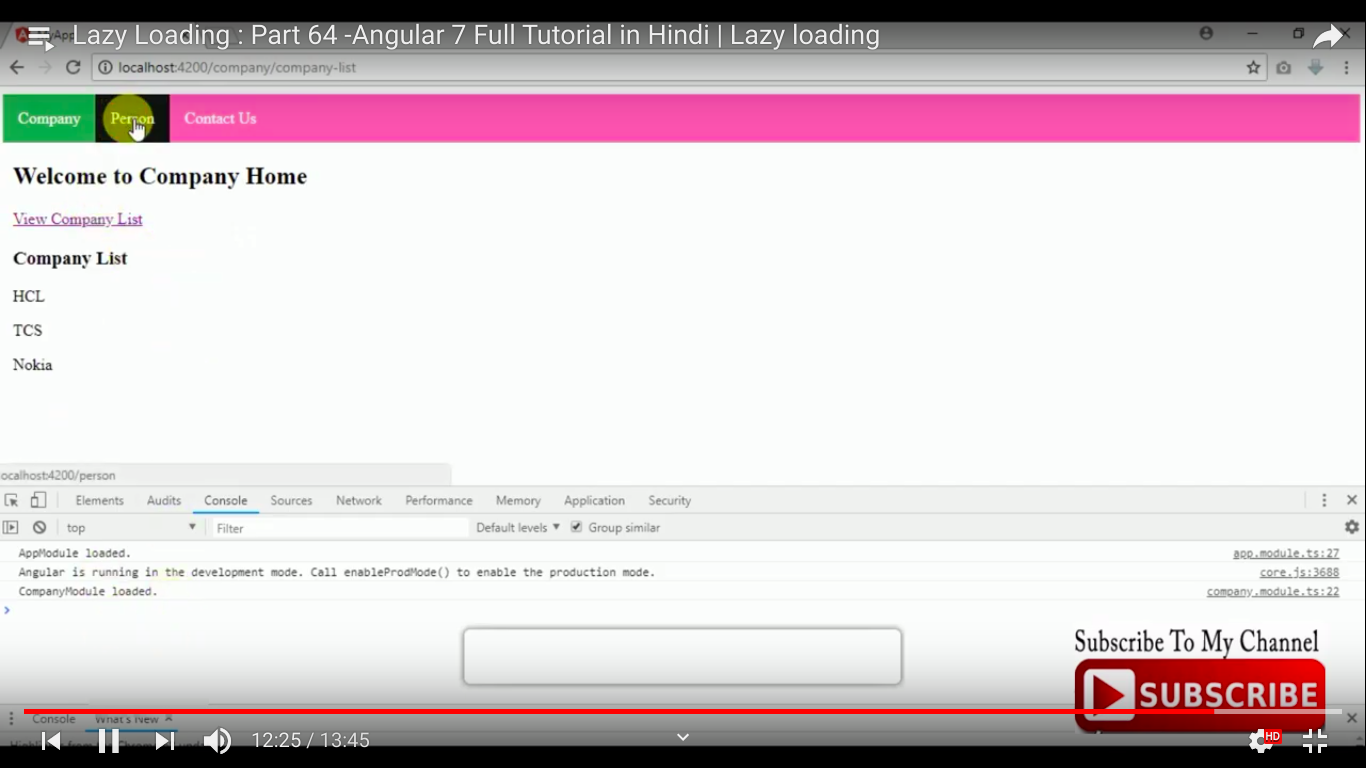 Lazy Loading : Part 64 -Angular 7 Full Tutorial in Hindi | Lazy loading
localhost:4200/company/company-list
Company Person Contact Us
Welcome to Company Home
View Company List
Company List
HCL
TCS
Nokia
ocalhost:4200/person
Elements Audits Console Sources Network Performance Memory Application Security
top Filter Default levels Group similar
AppModule loaded. app.module.ts:27
Angular is running in the development mode. Call enableProdMode() to enable the production mode. core.js:3688
CompanyModule loaded. company.module.ts:22
Subscribe To My Channel
SUBSCRIBE
Console What's New
12:25 / 13:45
HD